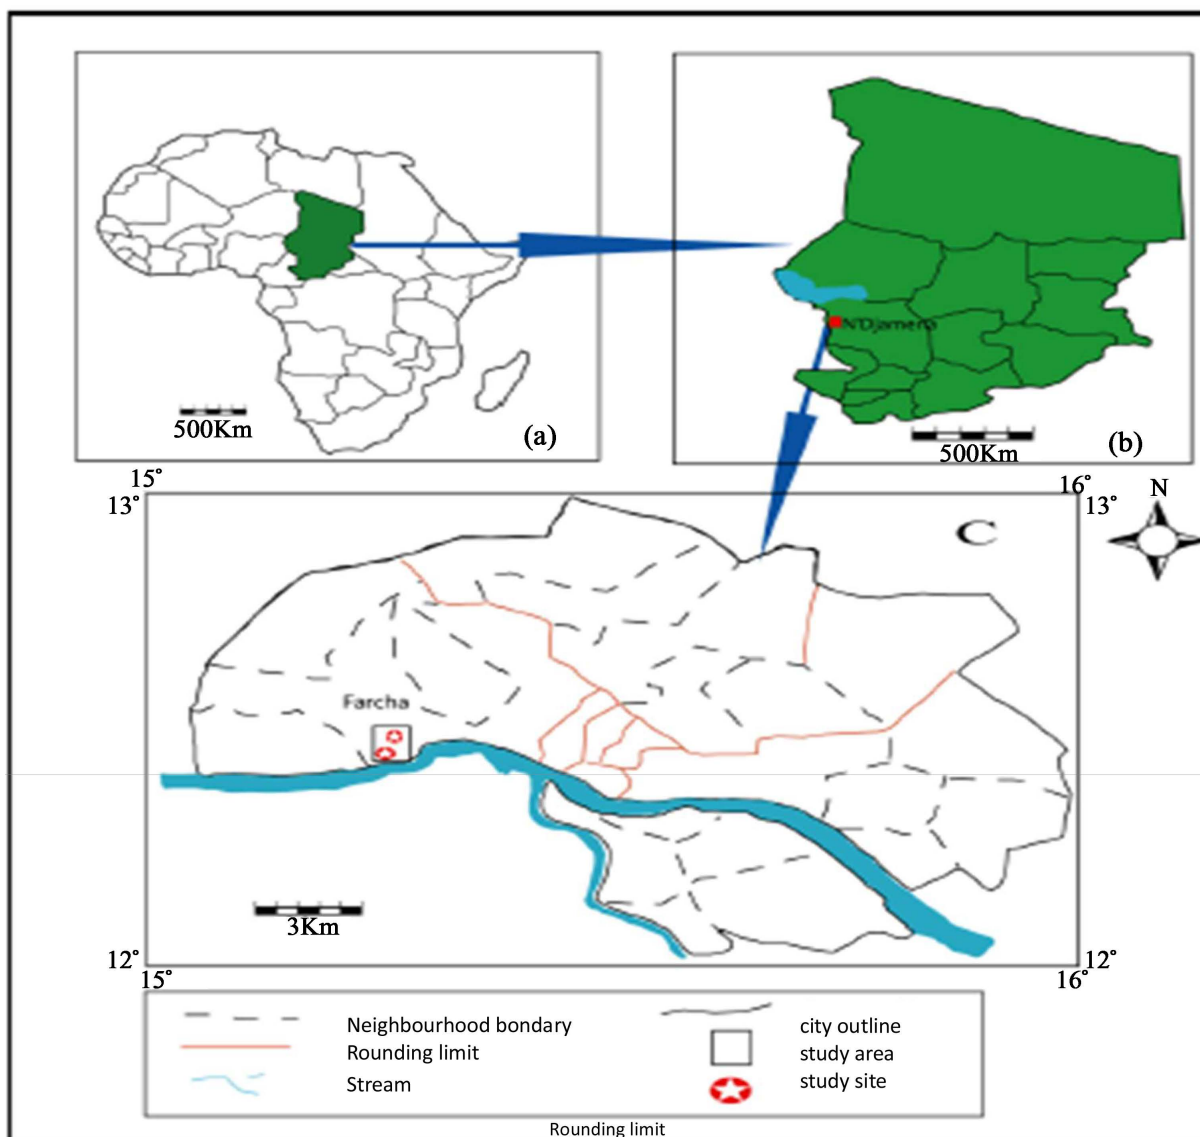 500Km
(a)
N'Djamena
500Km
(b)
15°
16°
13°
13°
N
C
Farcha
3Km
12°
12°
15°
16°
Neighbourhood bondary
Rounding limit
Stream
city outline
study area
study site
Rounding limit